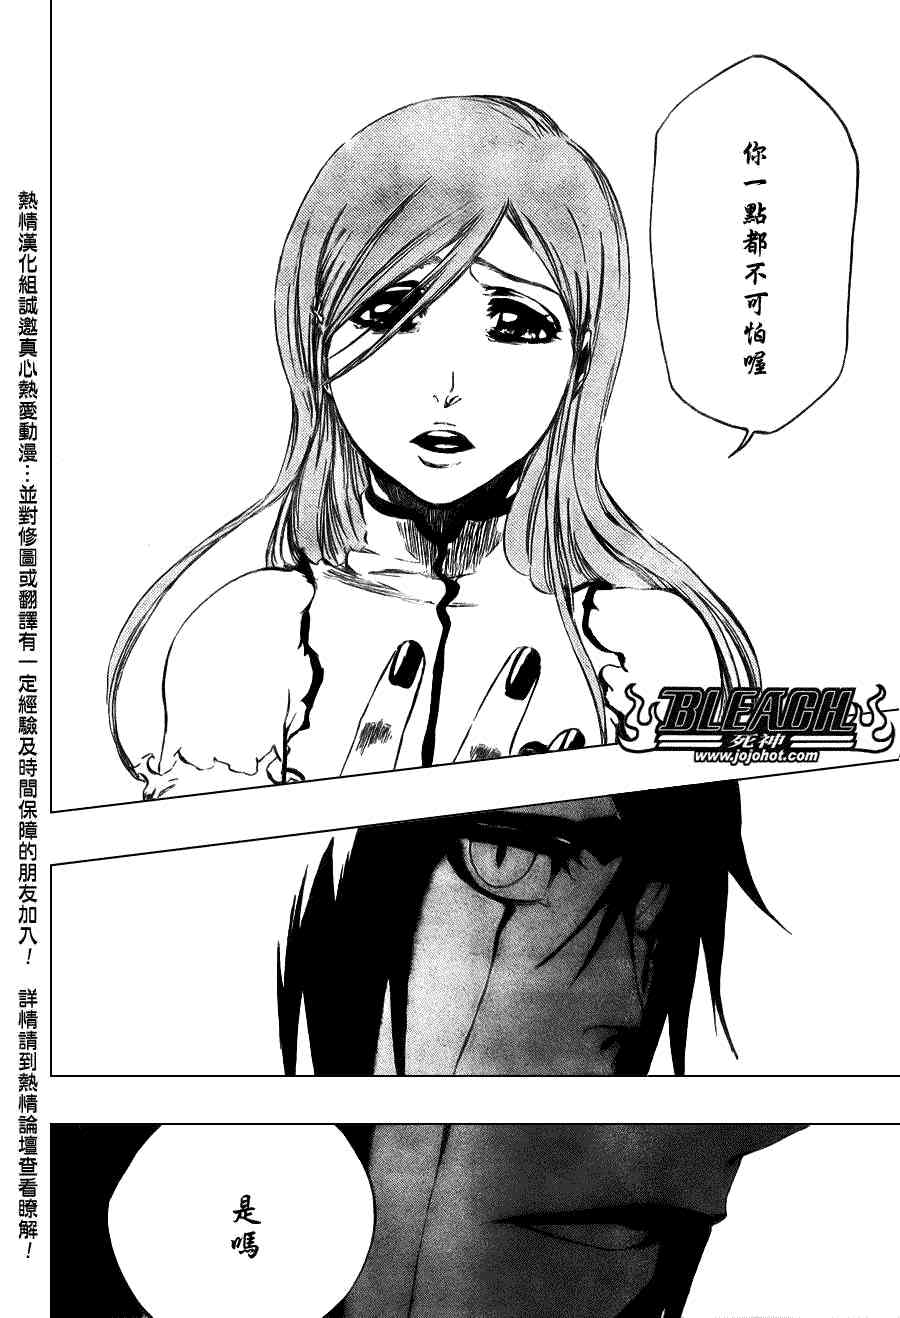 你一點都不可怕喔
BLEACH
死神
www.jojohot.com
是嗎
熱情漢化組誠邀真心熱愛動漫…並對修圖或翻譯有一定經驗及時間保障的朋友加入！ 詳情請到熱情論壇查看瞭解！